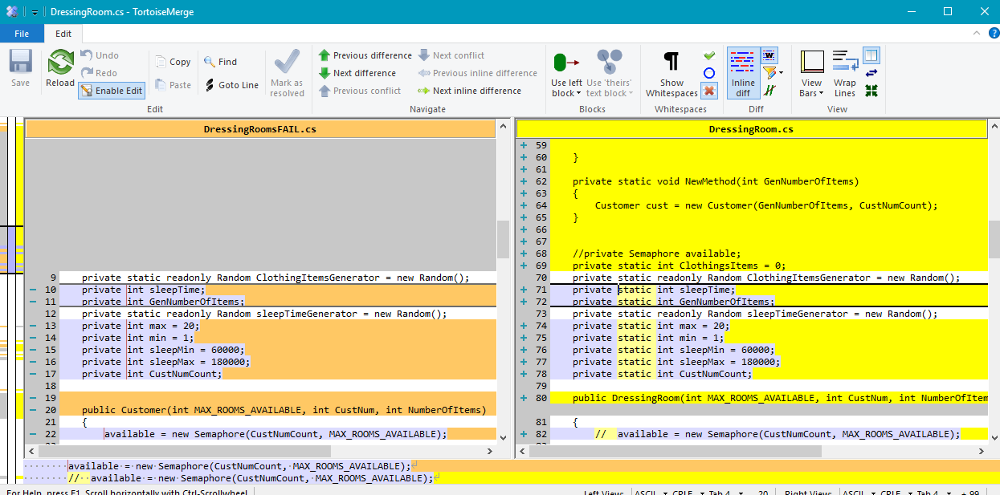 DressingRoom.cs - TortoiseMerge
File Edit
Save
Reload
Undo
Redo
Enable Edit
Copy
Paste
Find
Goto Line
Mark as resolved
Edit
Previous difference
Next difference
Previous conflict
Next conflict
Previous inline difference
Next inline difference
Navigate
Use left block
Use 'theirs' text block
Blocks
Show Whitespaces
Whitespaces
Inline diff
Diff
View Bars
Wrap Lines
View
DressingRoomsFAIL.cs
9 private static readonly Random ClothingItemsGenerator = new Random();
10 private int sleepTime;
11 private int GenNumberOfItems;
12 private static readonly Random sleepTimeGenerator = new Random();
13 private int max = 20;
14 private int min = 1;
15 private int sleepMin = 60000;
16 private int sleepMax = 180000;
17 private int CustNumCount;
18
19
20 public Customer(int MAX_ROOMS_AVAILABLE, int CustNum, int NumberOfItems)
21 {
22 available = new Semaphore(CustNumCount, MAX_ROOMS_AVAILABLE);
DressingRoom.cs
59
60 }
61
62 private static void NewMethod(int GenNumberOfItems)
63 {
64 Customer cust = new Customer(GenNumberOfItems, CustNumCount);
65 }
66
67
68 //private Semaphore available;
69 private static int ClothingsItems = 0;
70 private static readonly Random ClothingItemsGenerator = new Random();
71 private static int sleepTime;
72 private static int GenNumberOfItems;
73 private static readonly Random sleepTimeGenerator = new Random();
74 private static int max = 20;
75 private static int min = 1;
76 private static int sleepMin = 60000;
77 private static int sleepMax = 180000;
78 private static int CustNumCount;
79
80 public DressingRoom(int MAX_ROOMS_AVAILABLE, int CustNum, int NumberOfItem
81 {
82 // available = new Semaphore(CustNumCount, MAX_ROOMS_AVAILABLE);
available = new Semaphore(CustNumCount, MAX_ROOMS_AVAILABLE);
// available = new Semaphore(CustNumCount, MAX_ROOMS_AVAILABLE);
For Help, press F1. Scroll horizontally with Ctrl-Scrollwheel Left View: ASCII CRLF Tab 4 - 20 Right View: ASCII CRLF Tab 4 + 99